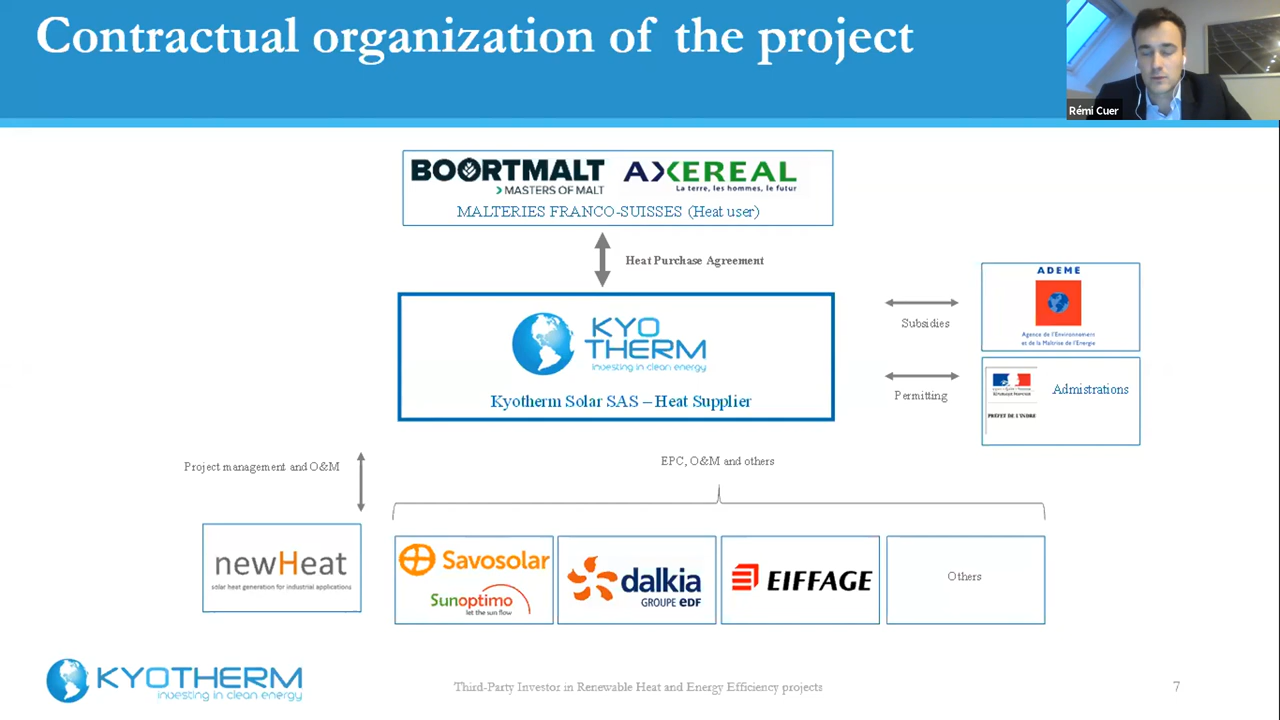 Contractual organization of the project
Rémi Cuer
BOORTMALT
MASTERS OF MALT
AXEREAL
La terre, les hommes, le futur
MALTERIES FRANCO-SUISSES (Heat user)
Heat Purchase Agreement
KYO
THERM
investing in clean energy
Kyotherm Solar SAS – Heat Supplier
Subsidies
ADEME
Agence de l'Environnement
et de la Maîtrise de l'Energie
Permitting
Admistrations
PRÉFET DE L'INDRE
Project management and O&M
EPC, O&M and others
newHeat
solar heat generation for industrial applications
Savosolar
Sunoptimo
let the sun flow
dalkia
GROUPE EDF
EIFFAGE
Others
KYOTHERM
investing in clean energy
Third-Party Investor in Renewable Heat and Energy Efficiency projects
7